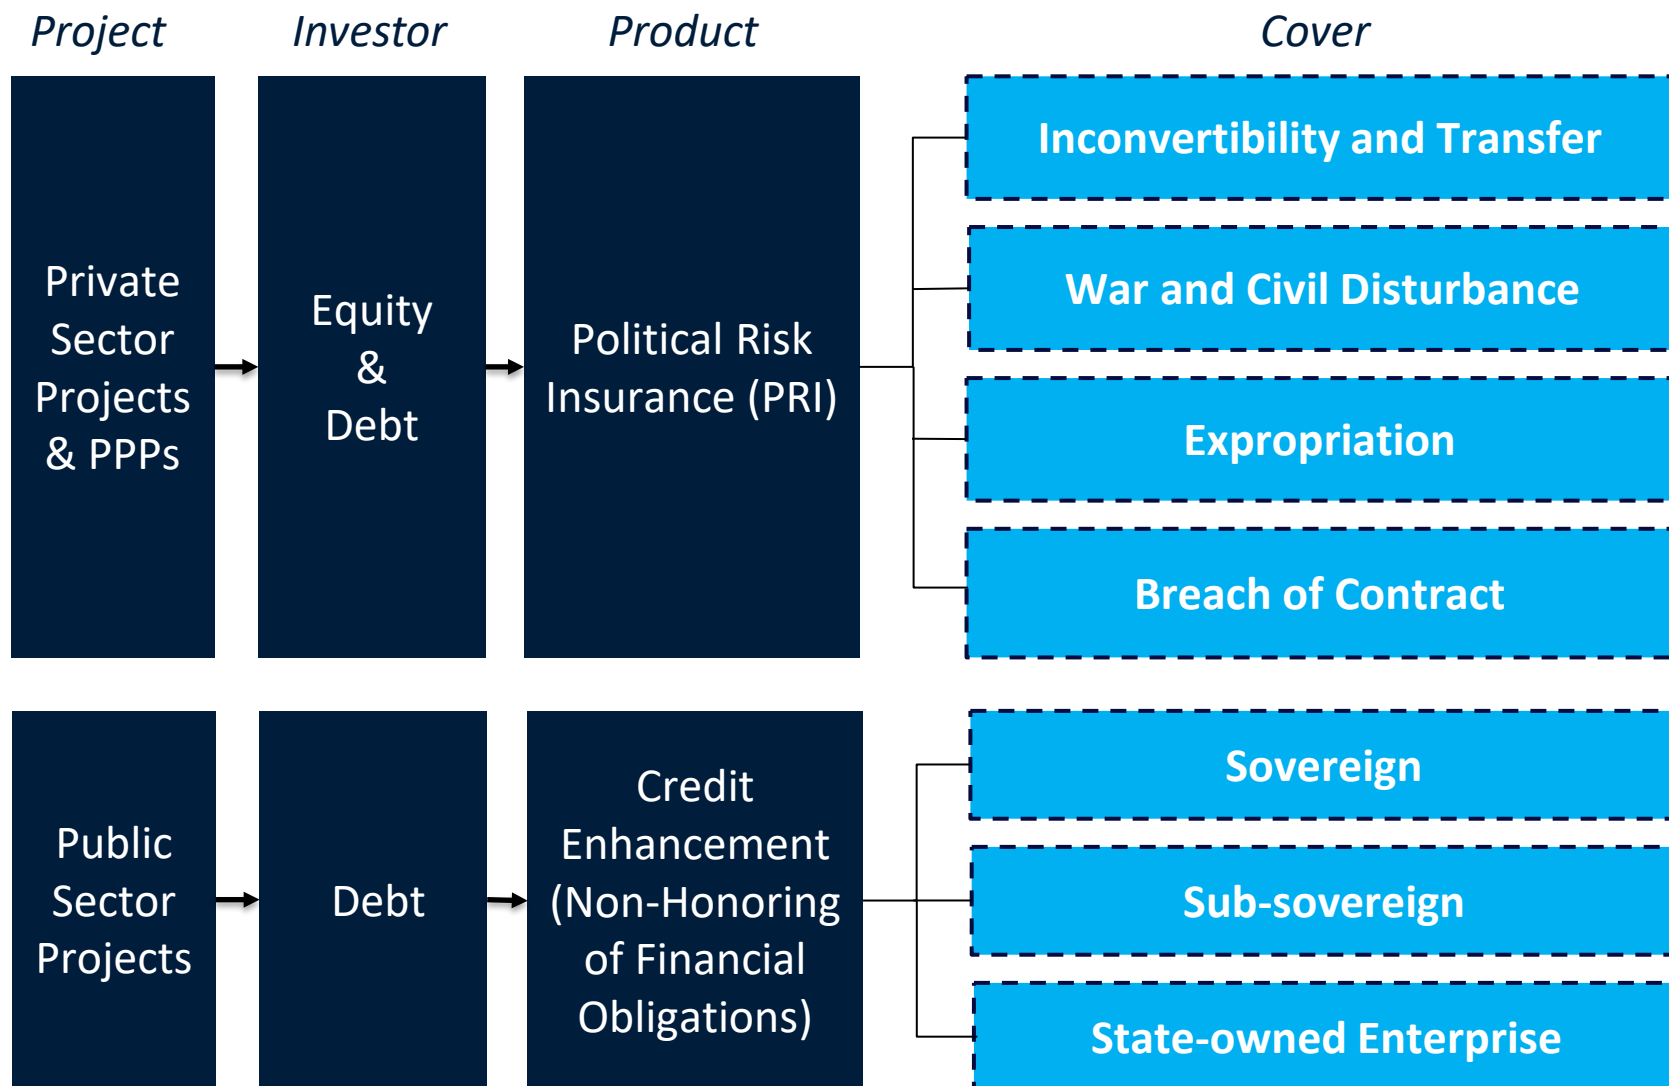 Project
Investor
Product
Cover
Private
Sector
Projects
& PPPs
Equity
&
Debt
Political Risk
Insurance (PRI)
Inconvertibility and Transfer
War and Civil Disturbance
Expropriation
Breach of Contract
Public
Sector
Projects
Debt
Credit
Enhancement
(Non-Honoring
of Financial
Obligations)
Sovereign
Sub-sovereign
State-owned Enterprise